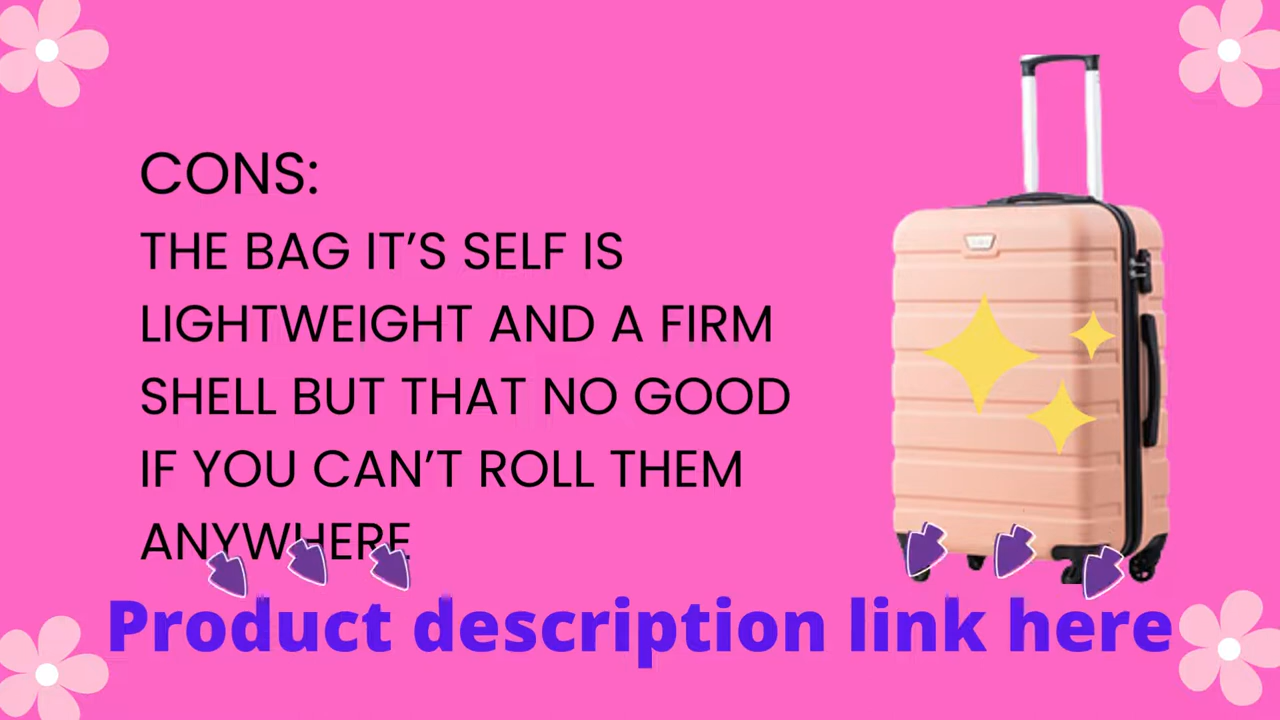 CONS:
THE BAG IT’S SELF IS
LIGHTWEIGHT AND A FIRM
SHELL BUT THAT NO GOOD
IF YOU CAN’T ROLL THEM
ANYWHERE
Product description link here